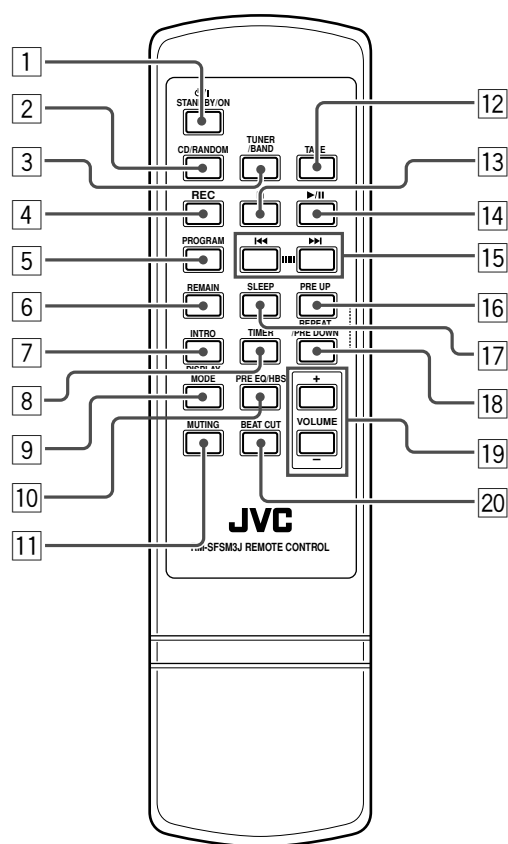 1
⏻/I
STANDBY/ON
2
12
CD/RANDOM
TUNER
/BAND
TAPE
3
13
REC
▶/II
4
14
PROGRAM
⏮ ⏭
5
15
REMAIN
SLEEP
PRE UP
6
16
INTRO
TIMER
REPEAT
/PRE DOWN
7
17
8
DISPLAY
MODE
PRE EQ/HBS
+
18
9
MUTING
BEAT CUT
VOLUME
–
19
10
20
11
JVC
RM-SFSM3J REMOTE CONTROL